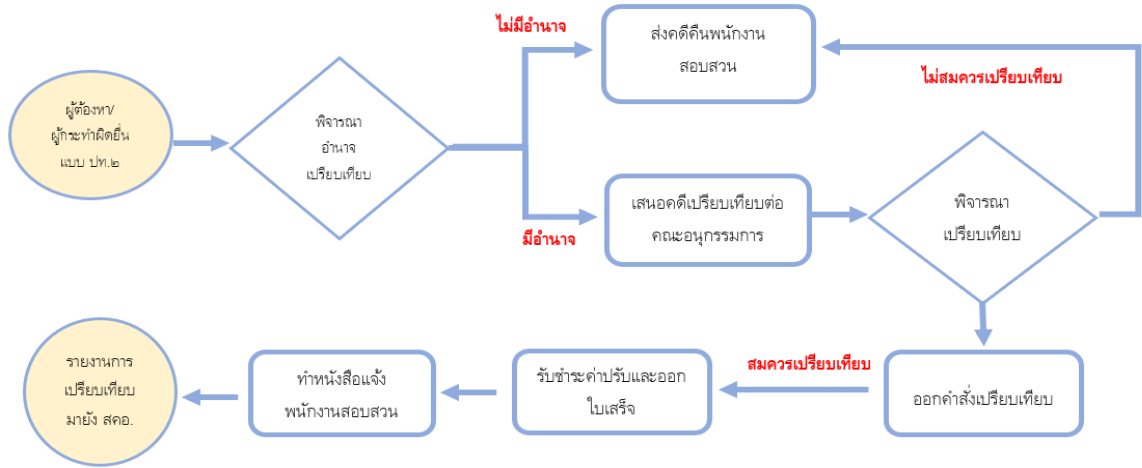 ผู้ต้องหา/
ผู้กระทำผิดยื่น
แบบ ปท.๒
พิจารณา
อำนาจ
เปรียบเทียบ
ไม่มีอำนาจ
ส่งคดีคืนพนักงาน
สอบสวน
มีอำนาจ
เสนอคดีเปรียบเทียบต่อ
คณะอนุกรรมการ
พิจารณา
เปรียบเทียบ
ไม่สมควรเปรียบเทียบ
ออกคำสั่งเปรียบเทียบ
สมควรเปรียบเทียบ
รับชำระค่าปรับและออก
ใบเสร็จ
ทำหนังสือแจ้ง
พนักงานสอบสวน
รายงานการ
เปรียบเทียบ
มายัง สคอ.